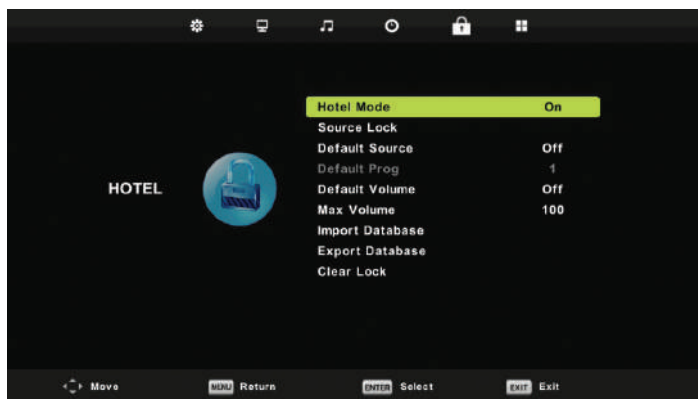 Hotel Mode On
Source Lock
Default Source Off
Default Prog 1
HOTEL
Default Volume Off
Max Volume 100
Import Database
Export Database
Clear Lock
Move MENU Return ENTER Select EXIT Exit